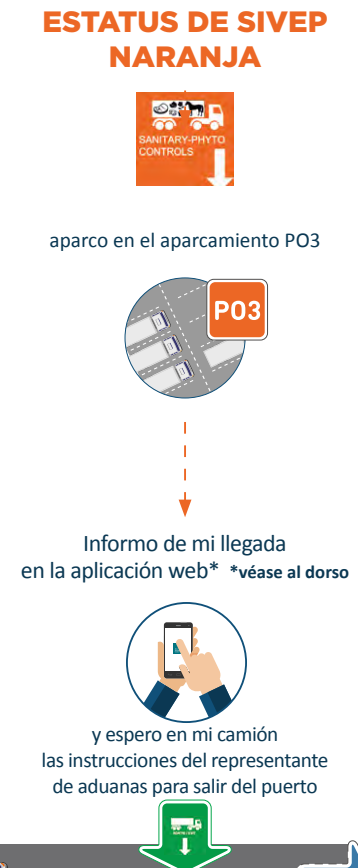 ESTATUS DE SIVEP
NARANJA
SANITARY-PHYTO
CONTROLS
aparco en el aparcamiento PO3
PO3
Informo de mi llegada
en la aplicación web* *véase al dorso
y espero en mi camión
las instrucciones del representante
de aduanas para salir del puerto